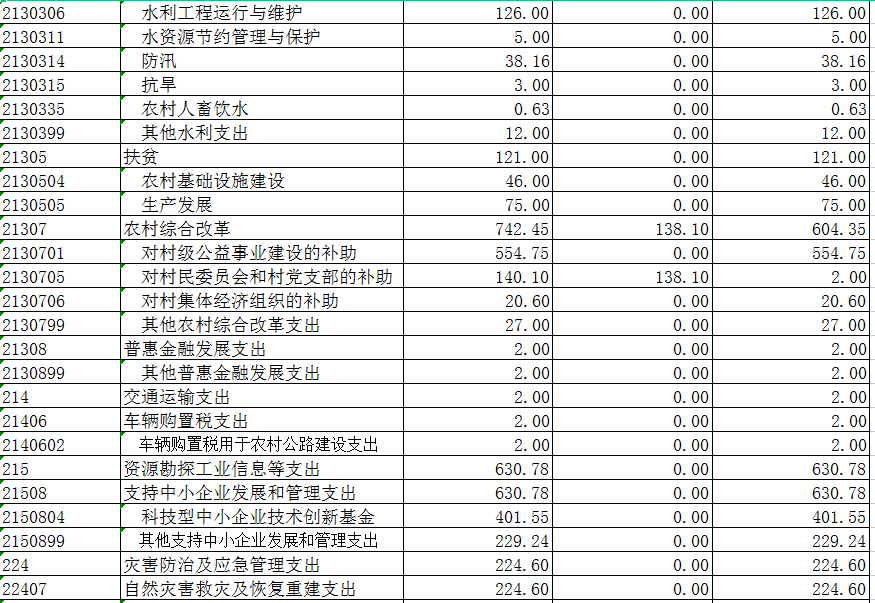 2130306 水利工程运行与维护 126.00 0.00 126.00
2130311 水资源节约管理与保护 5.00 0.00 5.00
2130314 防汛 38.16 0.00 38.16
2130315 抗旱 3.00 0.00 3.00
2130335 农村人畜饮水 0.63 0.00 0.63
2130399 其他水利支出 12.00 0.00 12.00
21305 扶贫 121.00 0.00 121.00
2130504 农村基础设施建设 46.00 0.00 46.00
2130505 生产发展 75.00 0.00 75.00
21307 农村综合改革 742.45 138.10 604.35
2130701 对村级公益事业建设的补助 554.75 0.00 554.75
2130705 对村民委员会和村党支部的补助 140.10 138.10 2.00
2130706 对村集体经济组织的补助 20.60 0.00 20.60
2130799 其他农村综合改革支出 27.00 0.00 27.00
21308 普惠金融发展支出 2.00 0.00 2.00
2130899 其他普惠金融发展支出 2.00 0.00 2.00
214 交通运输支出 2.00 0.00 2.00
21406 车辆购置税支出 2.00 0.00 2.00
2140602 车辆购置税用于农村公路建设支出 2.00 0.00 2.00
215 资源勘探工业信息等支出 630.78 0.00 630.78
21508 支持中小企业发展和管理支出 630.78 0.00 630.78
2150804 科技型中小企业技术创新基金 401.55 0.00 401.55
2150899 其他支持中小企业发展和管理支出 229.24 0.00 229.24
224 灾害防治及应急管理支出 224.60 0.00 224.60
22407 自然灾害救灾及恢复重建支出 224.60 0.00 224.60